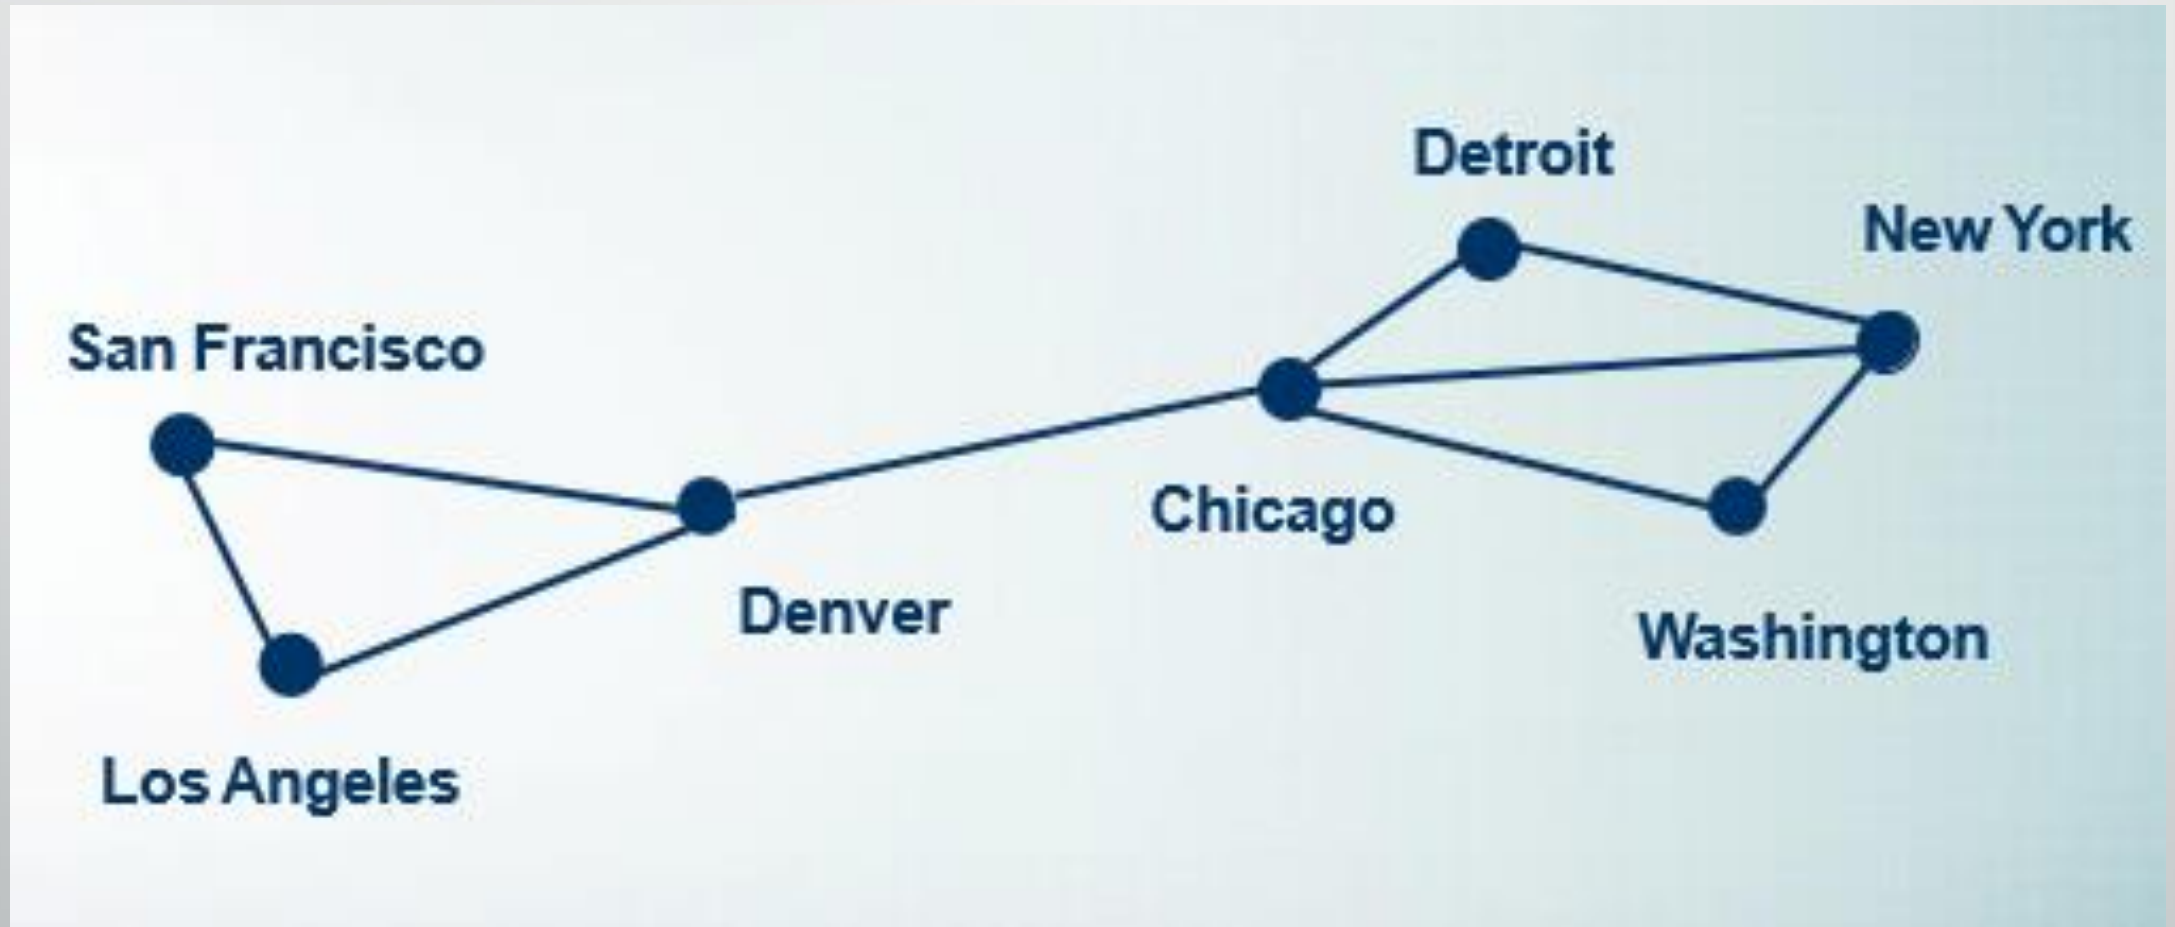 Detroit
New York
San Francisco
Chicago
Denver
Washington
Los Angeles